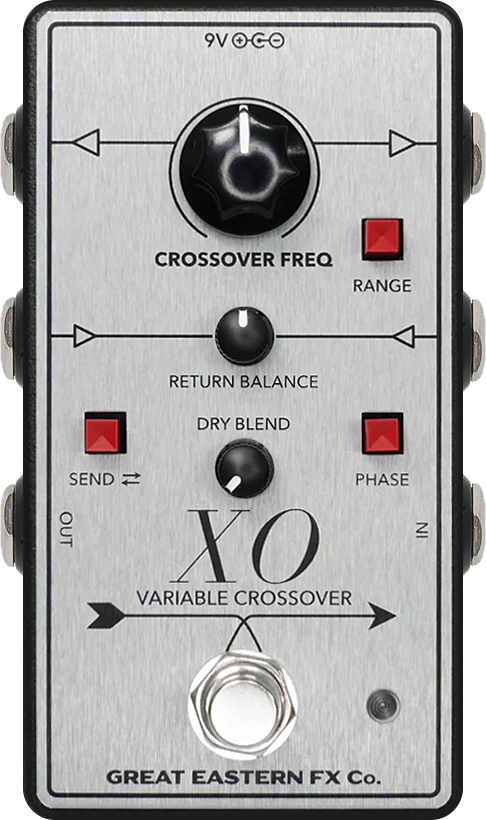 9V
CROSSOVER FREQ
RANGE
RETURN BALANCE
DRY BLEND
SEND ⇄
PHASE
OUT
IN
XO
VARIABLE CROSSOVER
GREAT EASTERN FX Co.